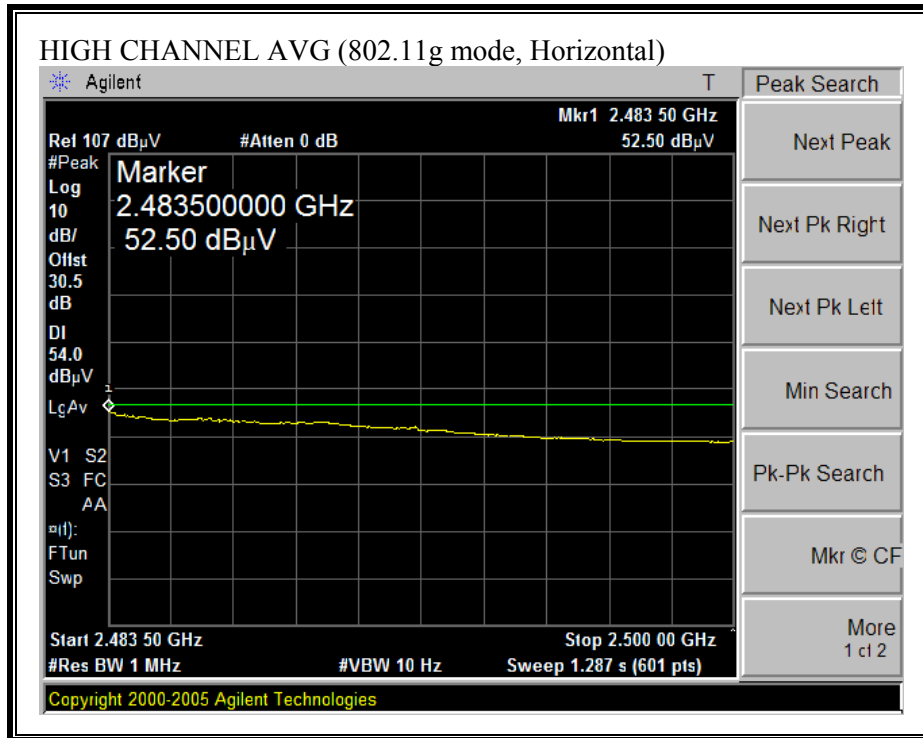 HIGH CHANNEL AVG (802.11g mode, Horizontal)
Agilent T Peak Search
Mkr1 2.483 50 GHz
Ref 107 dBµV #Atten 0 dB 52.50 dBµV
#Peak
Log
10
dB/
Offst
30.5
dB
DI
54.0
dBµV
LgAv
V1 S2
S3 FC
AA
¤(f):
FTun
Swp
Marker
2.483500000 GHz
52.50 dBµV
1
Start 2.483 50 GHz Stop 2.500 00 GHz
#Res BW 1 MHz #VBW 10 Hz Sweep 1.287 s (601 pts)
Copyright 2000-2005 Agilent Technologies
Next Peak
Next Pk Right
Next Pk Left
Min Search
Pk-Pk Search
Mkr © CF
More
1 of 2